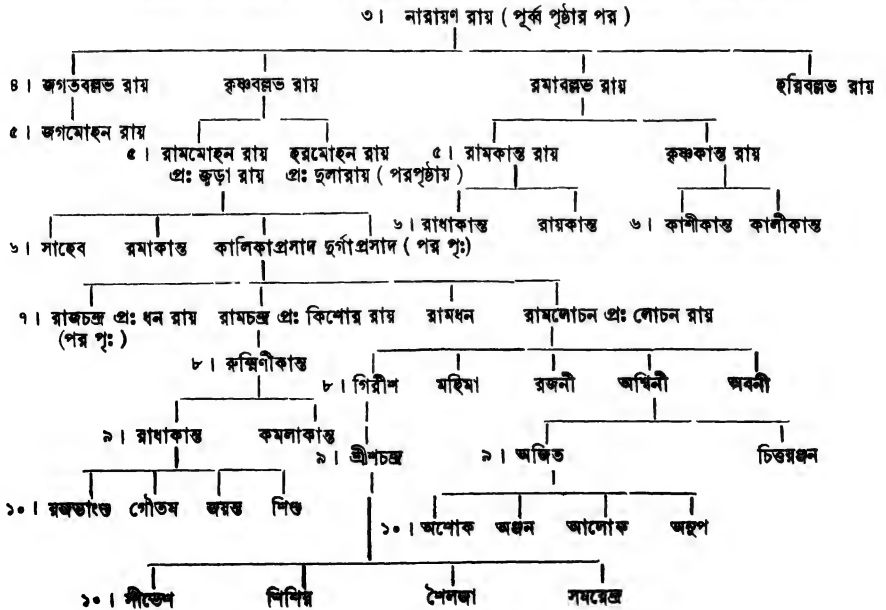 ৩। নারায়ণ রায় ( পূর্ব্ব পৃষ্ঠার পর )
৪। জগতবল্লভ রায় কৃষ্ণবল্লভ রায় রমাবল্লভ রায় হরিবল্লভ রায়
৫। জগমোহন রায়
৫। রামমোহন রায় হরমোহন রায় ৫। রামকান্ত রায় কৃষ্ণকান্ত রায়
প্রঃ জুড়া রায় প্রঃ দুলারায় ( পরপৃষ্ঠায় )
৬। রাধাকান্ত রায়কান্ত ৬। কাশীকান্ত কালীকান্ত
৬। সাহেব রমাকান্ত কালিকাপ্রসাদ দুর্গাপ্রসাদ ( পর পৃঃ )
৭। রাজচন্দ্র প্রঃ ধন রায় রামচন্দ্র প্রঃ কিশোর রায় রামধন রামলোচন প্রঃ লোচন রায়
(পর পৃঃ )
৮। রুক্মিণীকান্ত
৮। গিরীশ মহিমা রজনী অশ্বিনী অবনী
৯। রাধাকান্ত কমলাকান্ত
৯। শ্রীশচন্দ্র ৯। অজিত চিত্তরঞ্জন
১০। রজতাংশু গৌতম জয়ন্ত শিশু
১০। অশোক অঞ্জন আলোক অনুপ
১০। শিশির শৈলজা সমরেন্দ্র